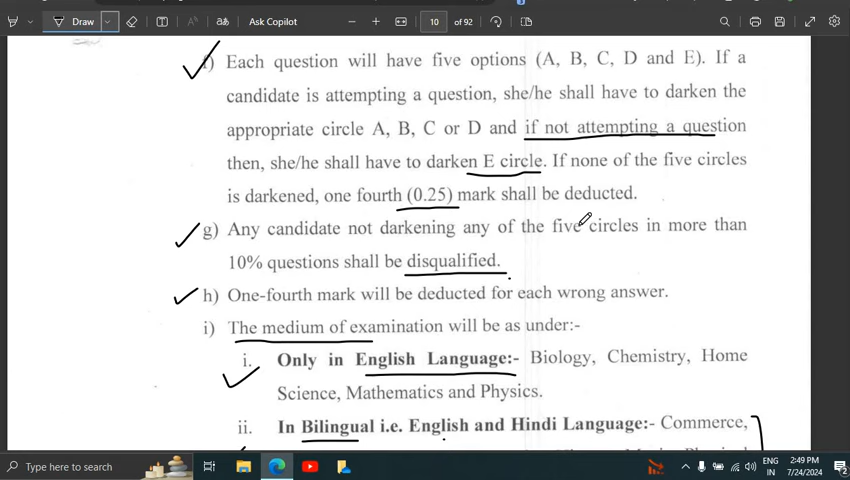 Draw
Ask Copilot
10 of 92
f) Each question will have five options (A, B, C, D and E). If a
candidate is attempting a question, she/he shall have to darken the
appropriate circle A, B, C or D and if not attempting a question
then, she/he shall have to darken E circle. If none of the five circles
is darkened, one fourth (0.25) mark shall be deducted.
g) Any candidate not darkening any of the five circles in more than
10% questions shall be disqualified.
h) One-fourth mark will be deducted for each wrong answer.
i) The medium of examination will be as under:-
i. Only in English Language:- Biology, Chemistry, Home
Science, Mathematics and Physics.
ii. In Bilingual i.e. English and Hindi Language:- Commerce,
Type here to search
ENG
IN
2:49 PM
7/24/2024
2